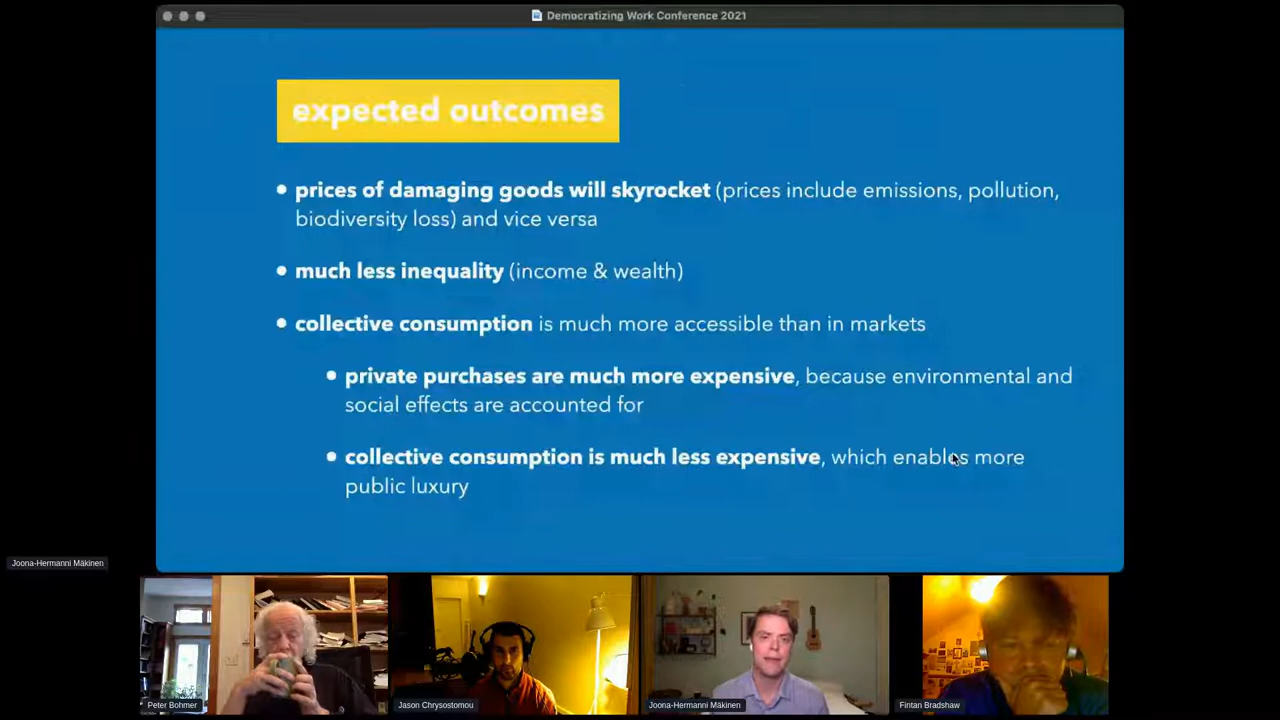 Democratizing Work Conference 2021
expected outcomes
• prices of damaging goods will skyrocket (prices include emissions, pollution,
biodiversity loss) and vice versa
• much less inequality (income & wealth)
• collective consumption is much more accessible than in markets
• private purchases are much more expensive, because environmental and
social effects are accounted for
• collective consumption is much less expensive, which enables more
public luxury
Joona-Hermanni Mäkinen
Peter Bohmer
Jason Chrysostomou
Joona-Hermanni Mäkinen
Fintan Bradshaw